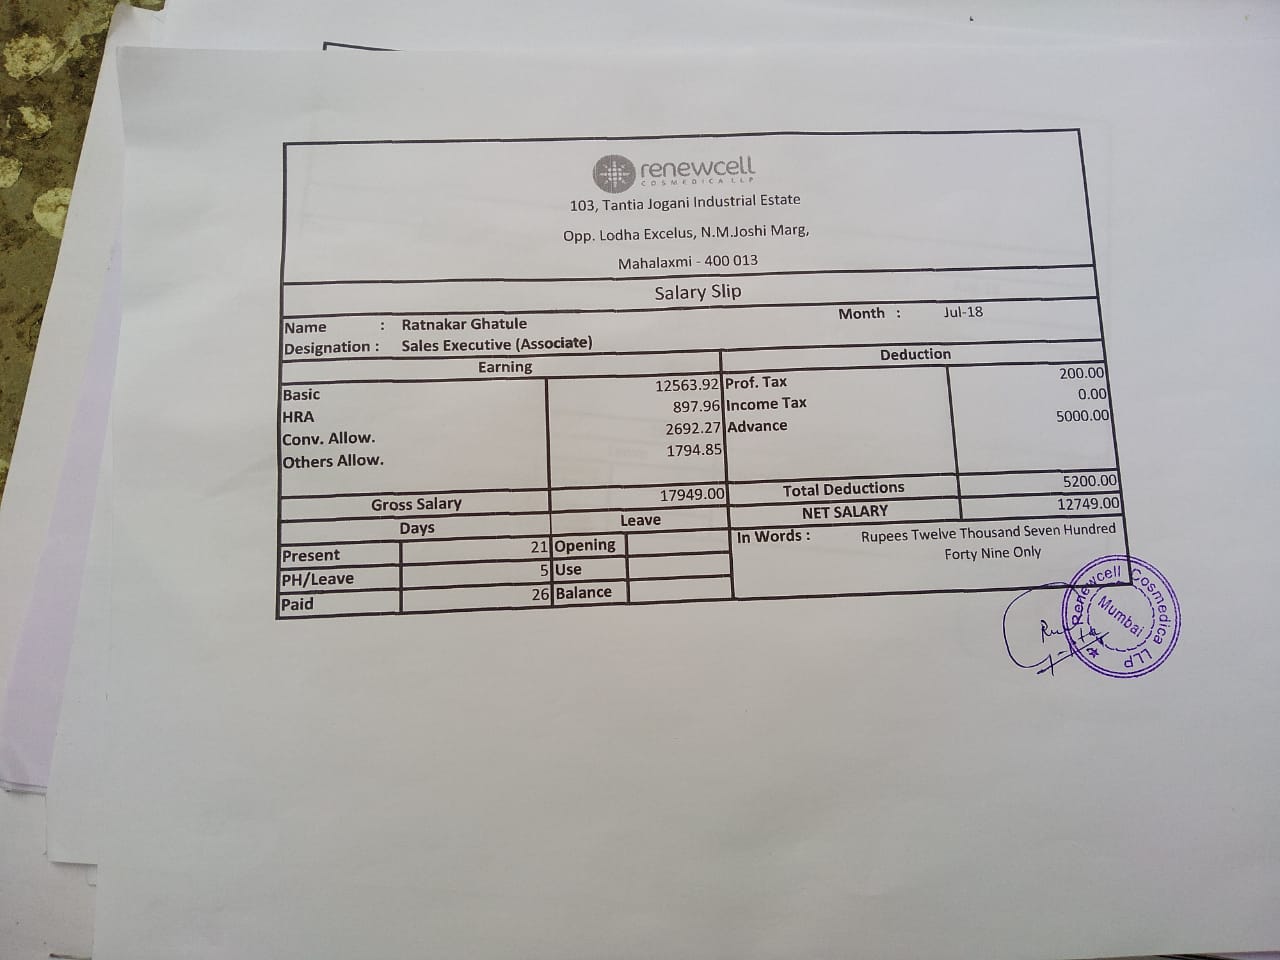 renewcell
COSMEDICA LLP
103, Tantia Jogani Industrial Estate
Opp. Lodha Excelus, N.M.Joshi Marg,
Mahalaxmi - 400 013
Salary Slip
Name : Ratnakar Ghatule Month : Jul-18
Designation : Sales Executive (Associate)
Earning Deduction
Basic 12563.92 Prof. Tax 200.00
HRA 897.96 Income Tax 0.00
Conv. Allow. 2692.27 Advance 5000.00
Others Allow. 1794.85
Gross Salary 17949.00 Total Deductions 5200.00
Days Leave NET SALARY 12749.00
Present 21 Opening In Words : Rupees Twelve Thousand Seven Hundred
PH/Leave 5 Use Forty Nine Only
Paid 26 Balance
Renewcell Cosmedica LLP
Mumbai